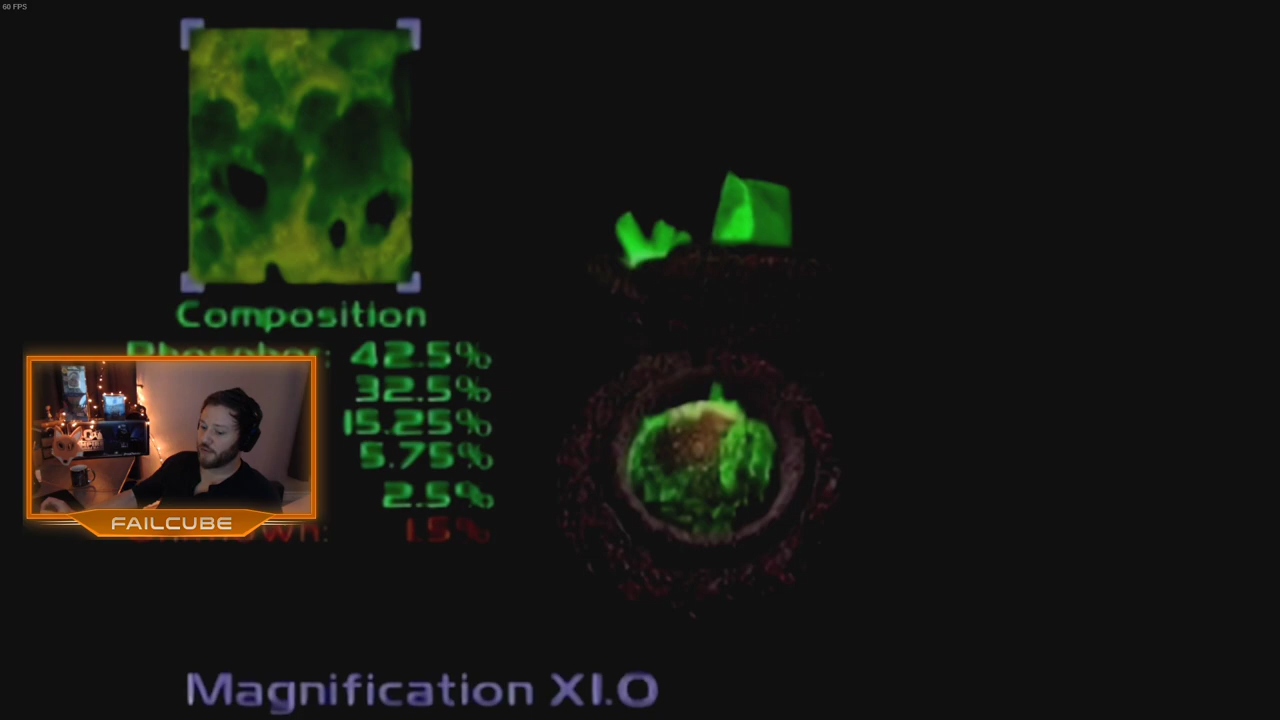 60 FPS
Composition
Phosphor: 42.5%
32.5%
15.25%
5.75%
2.5%
1.5%
FAILCUBE
Magnification X1.0